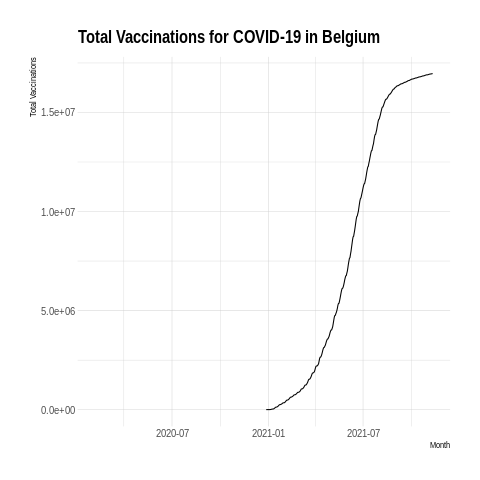 Total Vaccinations for COVID-19 in Belgium
Total Vaccinations
1.5e+07
1.0e+07
5.0e+06
0.0e+00
2020-07 2021-01 2021-07
Month